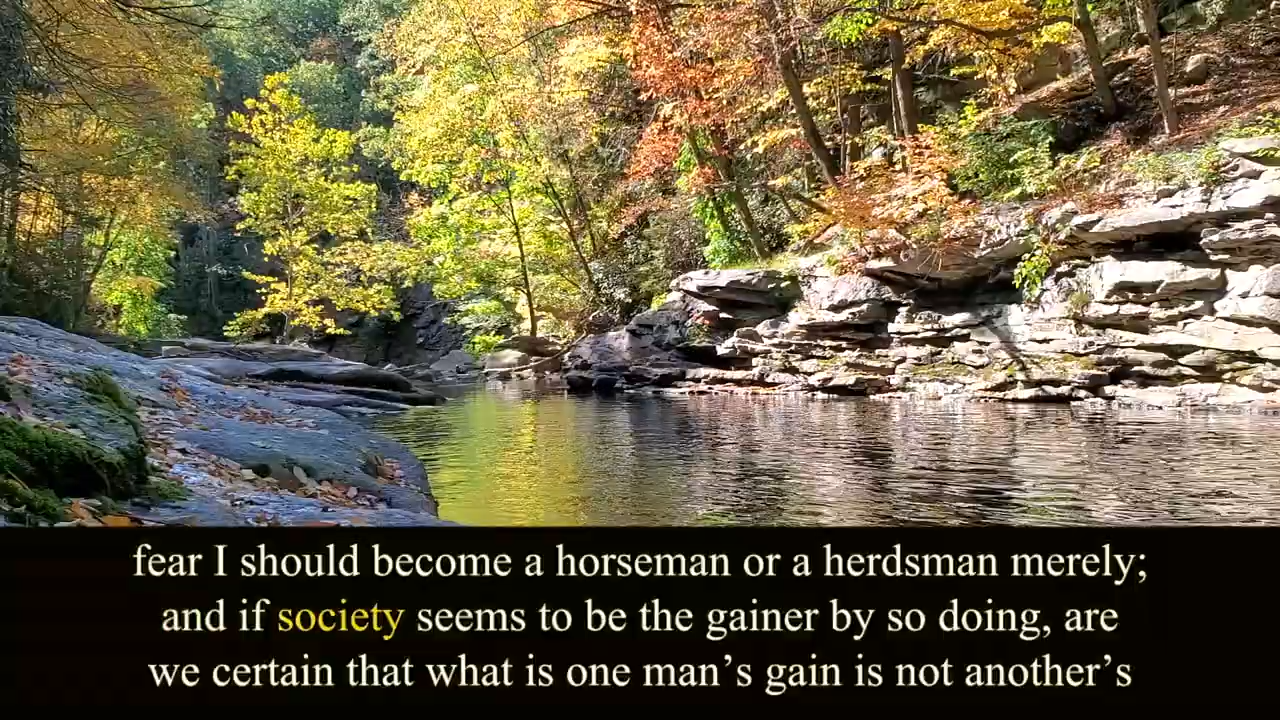 fear I should become a horseman or a herdsman merely;
and if society seems to be the gainer by so doing, are
we certain that what is one man’s gain is not another’s